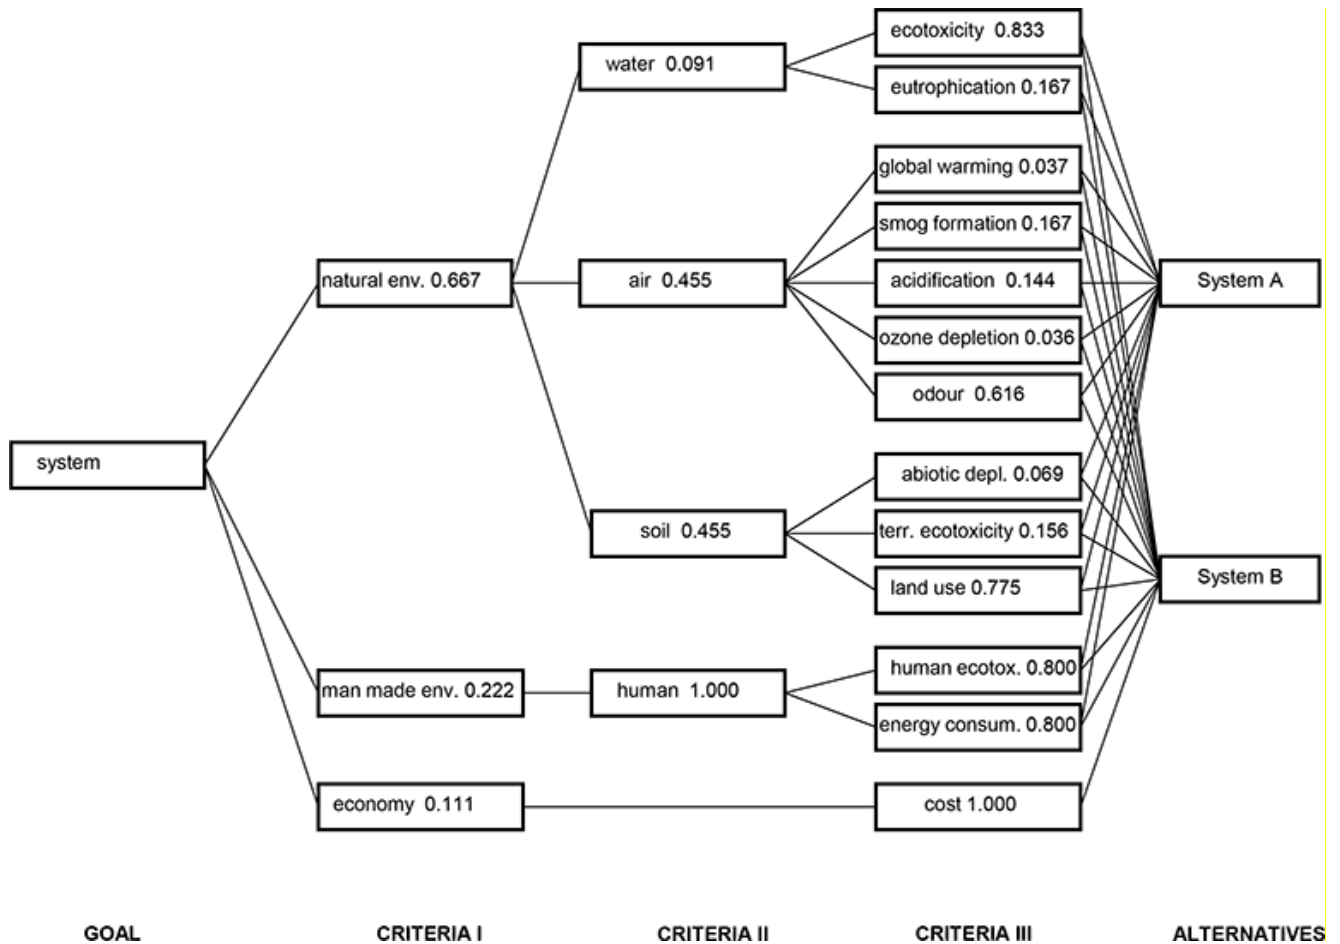 ecotoxicity 0.833
water 0.091
eutrophication 0.167
global warming 0.037
smog formation 0.167
natural env. 0.667
air 0.455
acidification 0.144
System A
ozone depletion 0.036
odour 0.616
system
abiotic depl. 0.069
soil 0.455
terr. ecotoxicity 0.156
System B
land use 0.775
human ecotox. 0.800
man made env. 0.222
human 1.000
energy consum. 0.800
economy 0.111
cost 1.000
GOAL
CRITERIA I
CRITERIA II
CRITERIA III
ALTERNATIVES